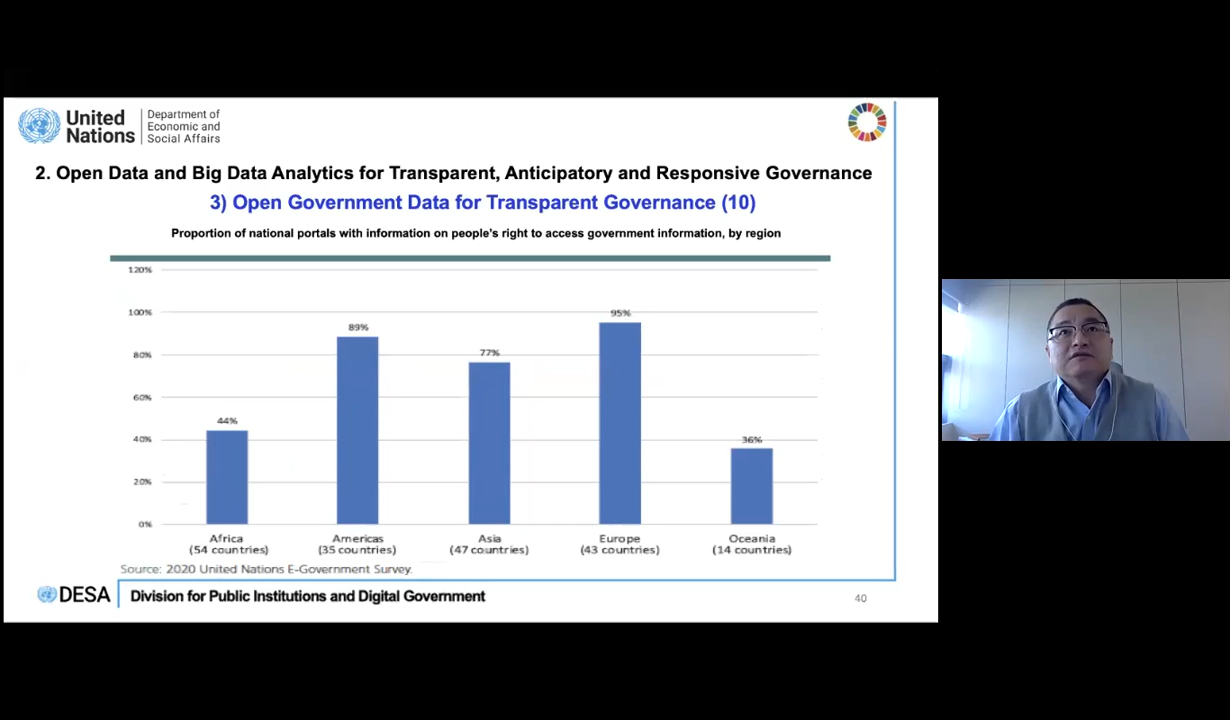 United Nations
Department of Economic and Social Affairs
2. Open Data and Big Data Analytics for Transparent, Anticipatory and Responsive Governance
3) Open Government Data for Transparent Governance (10)
Proportion of national portals with information on people's right to access government information, by region
120%
100%
80%
60%
40%
20%
0%
44%
89%
77%
95%
36%
Africa
(54 countries)
Americas
(35 countries)
Asia
(47 countries)
Europe
(43 countries)
Oceania
(14 countries)
Source: 2020 United Nations E-Government Survey.
DESA
Division for Public Institutions and Digital Government
40